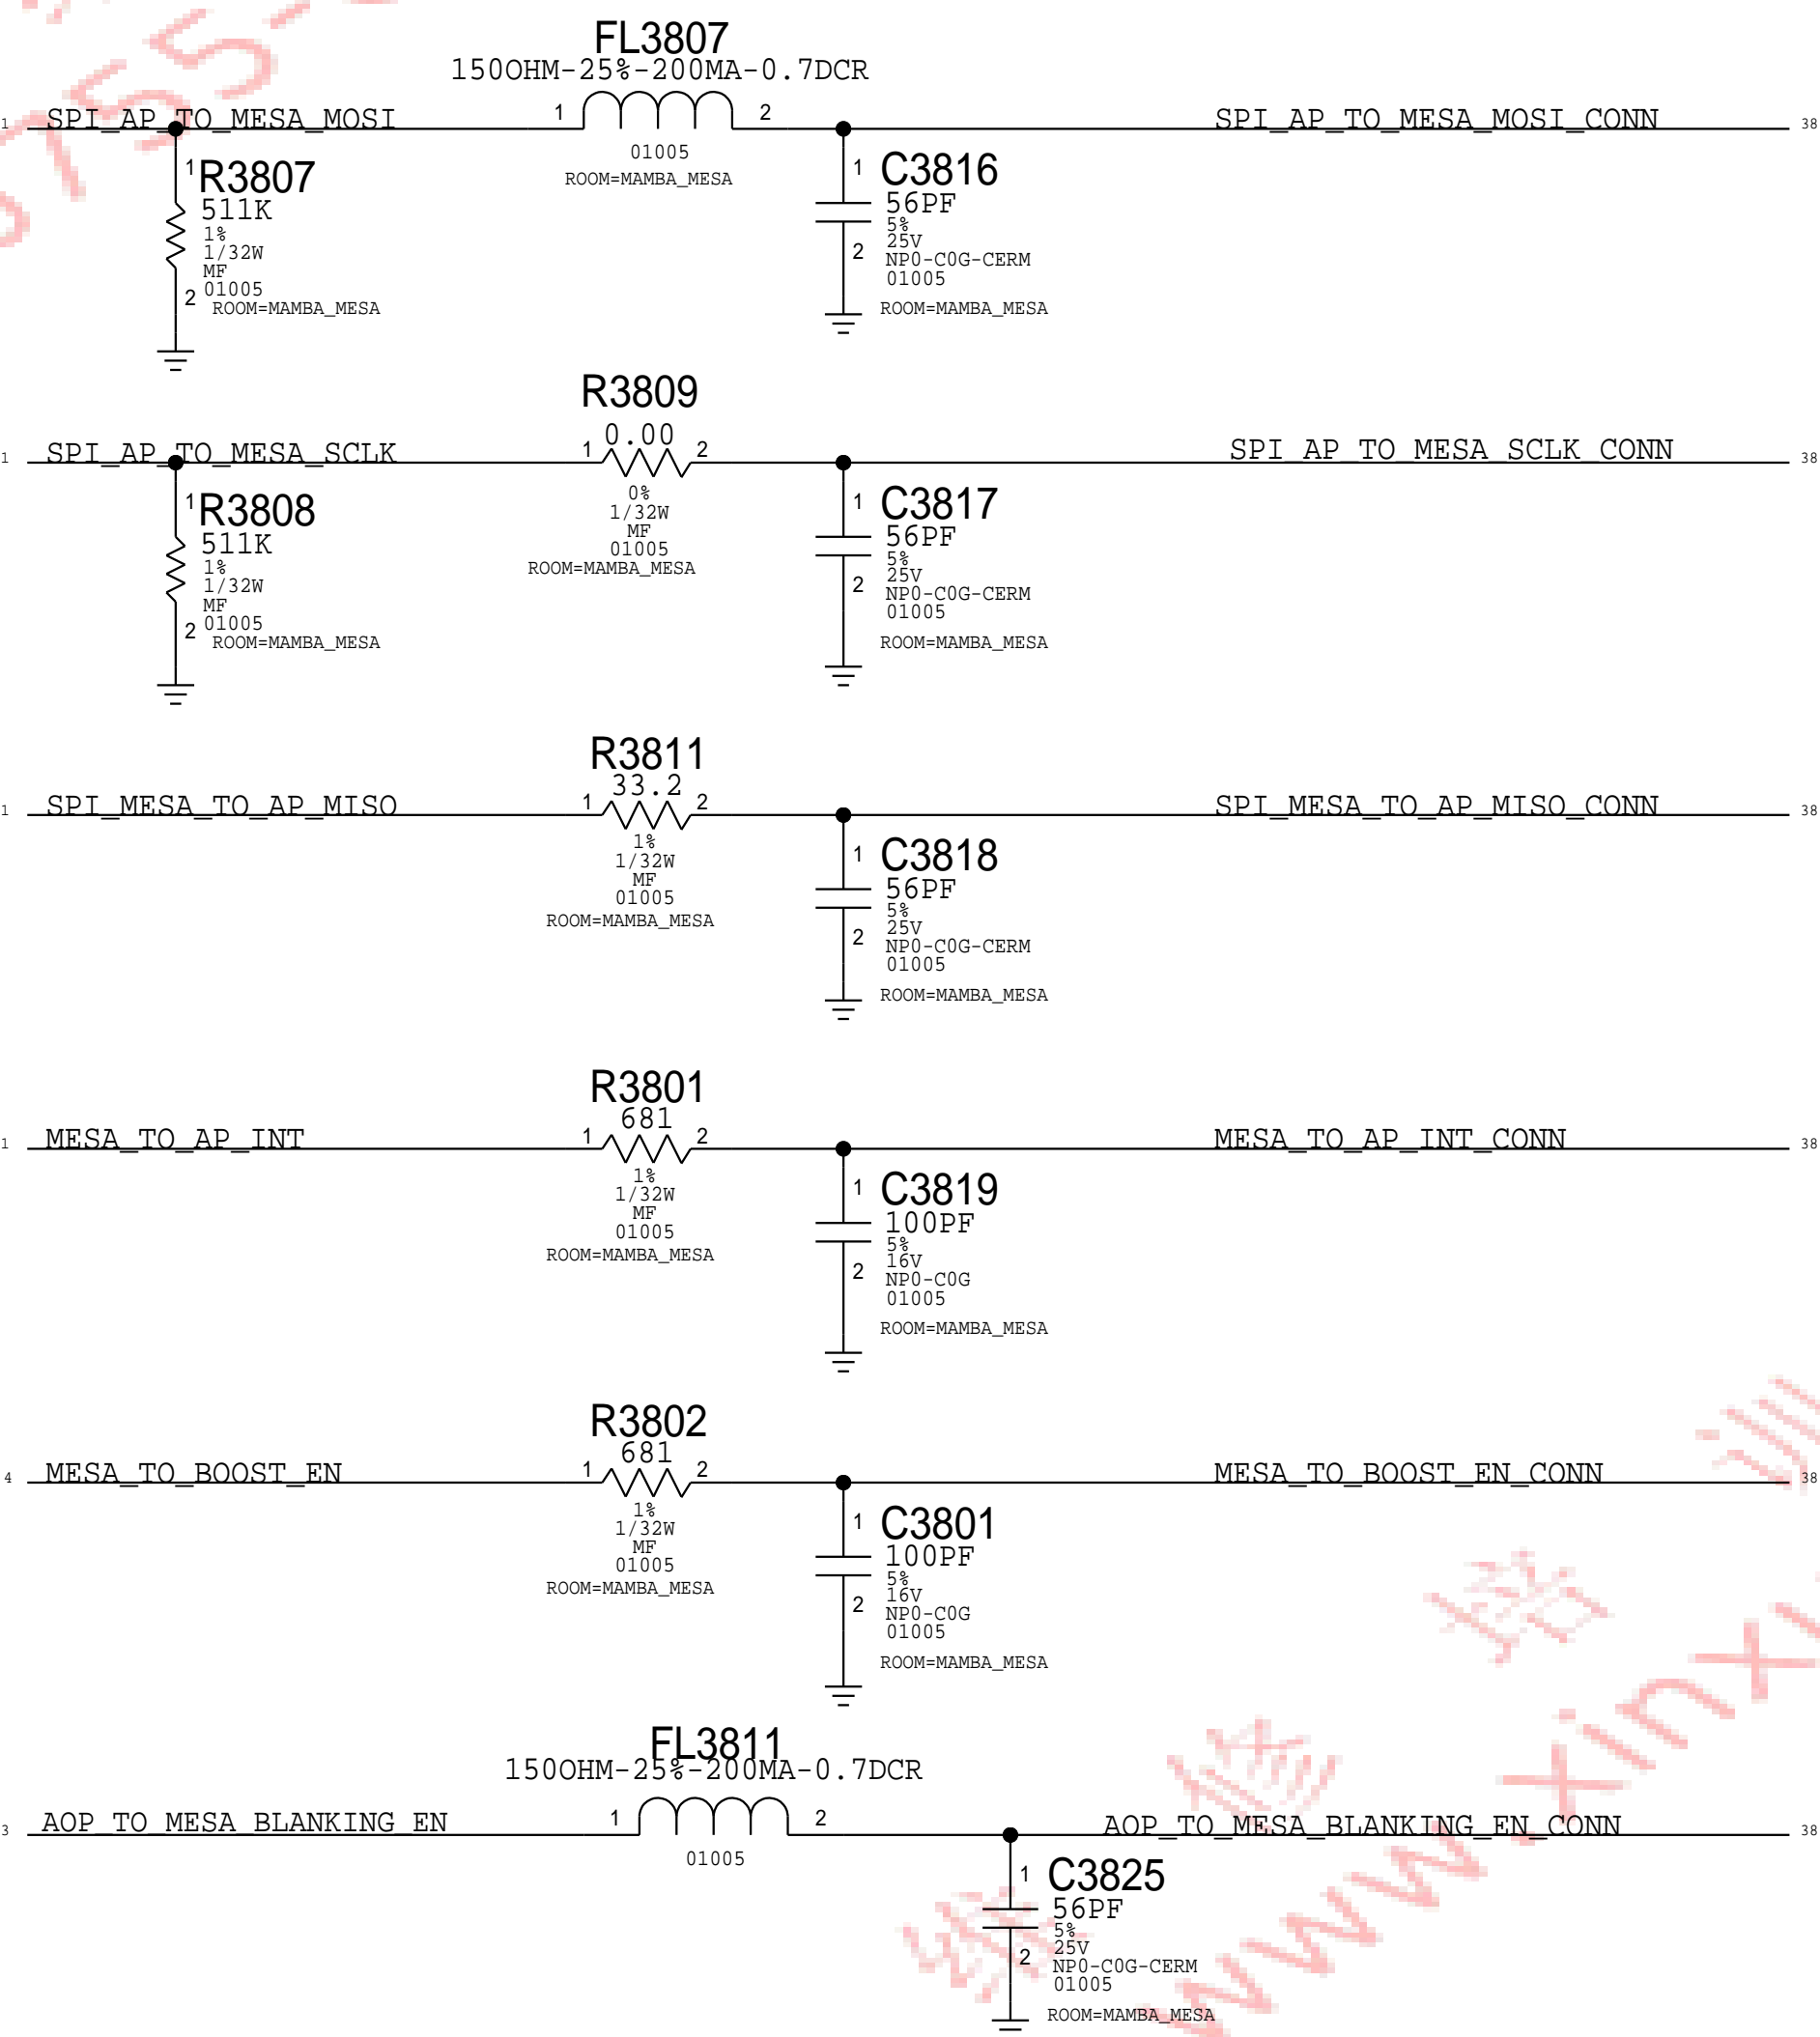 FL3807
150OHM-25%-200MA-0.7DCR
1 SPI_AP_TO_MESA_MOSI 1 2 SPI_AP_TO_MESA_MOSI_CONN 38
01005
ROOM=MAMBA_MESA
1 R3807
511K
1%
1/32W
MF
2 01005
ROOM=MAMBA_MESA
1 C3816
56PF
5%
25V
2 NP0-C0G-CERM
01005
ROOM=MAMBA_MESA
R3809
0.00
1 SPI_AP_TO_MESA_SCLK 1 2 SPI_AP_TO_MESA_SCLK_CONN 38
0%
1/32W
MF
01005
ROOM=MAMBA_MESA
1 R3808
511K
1%
1/32W
MF
2 01005
ROOM=MAMBA_MESA
1 C3817
56PF
5%
25V
2 NP0-C0G-CERM
01005
ROOM=MAMBA_MESA
R3811
33.2
1 SPI_MESA_TO_AP_MISO 1 2 SPI_MESA_TO_AP_MISO_CONN 38
1%
1/32W
MF
01005
ROOM=MAMBA_MESA
1 C3818
56PF
5%
25V
2 NP0-C0G-CERM
01005
ROOM=MAMBA_MESA
R3801
681
1 MESA_TO_AP_INT 1 2 MESA_TO_AP_INT_CONN 38
1%
1/32W
MF
01005
ROOM=MAMBA_MESA
1 C3819
100PF
5%
16V
2 NP0-C0G
01005
ROOM=MAMBA_MESA
R3802
681
4 MESA_TO_BOOST_EN 1 2 MESA_TO_BOOST_EN_CONN 38
1%
1/32W
MF
01005
ROOM=MAMBA_MESA
1 C3801
100PF
5%
16V
2 NP0-C0G
01005
ROOM=MAMBA_MESA
FL3811
150OHM-25%-200MA-0.7DCR
3 AOP_TO_MESA_BLANKING_EN 1 2 AOP_TO_MESA_BLANKING_EN_CONN 38
01005
1 C3825
56PF
5%
25V
2 NP0-C0G-CERM
01005
ROOM=MAMBA_MESA